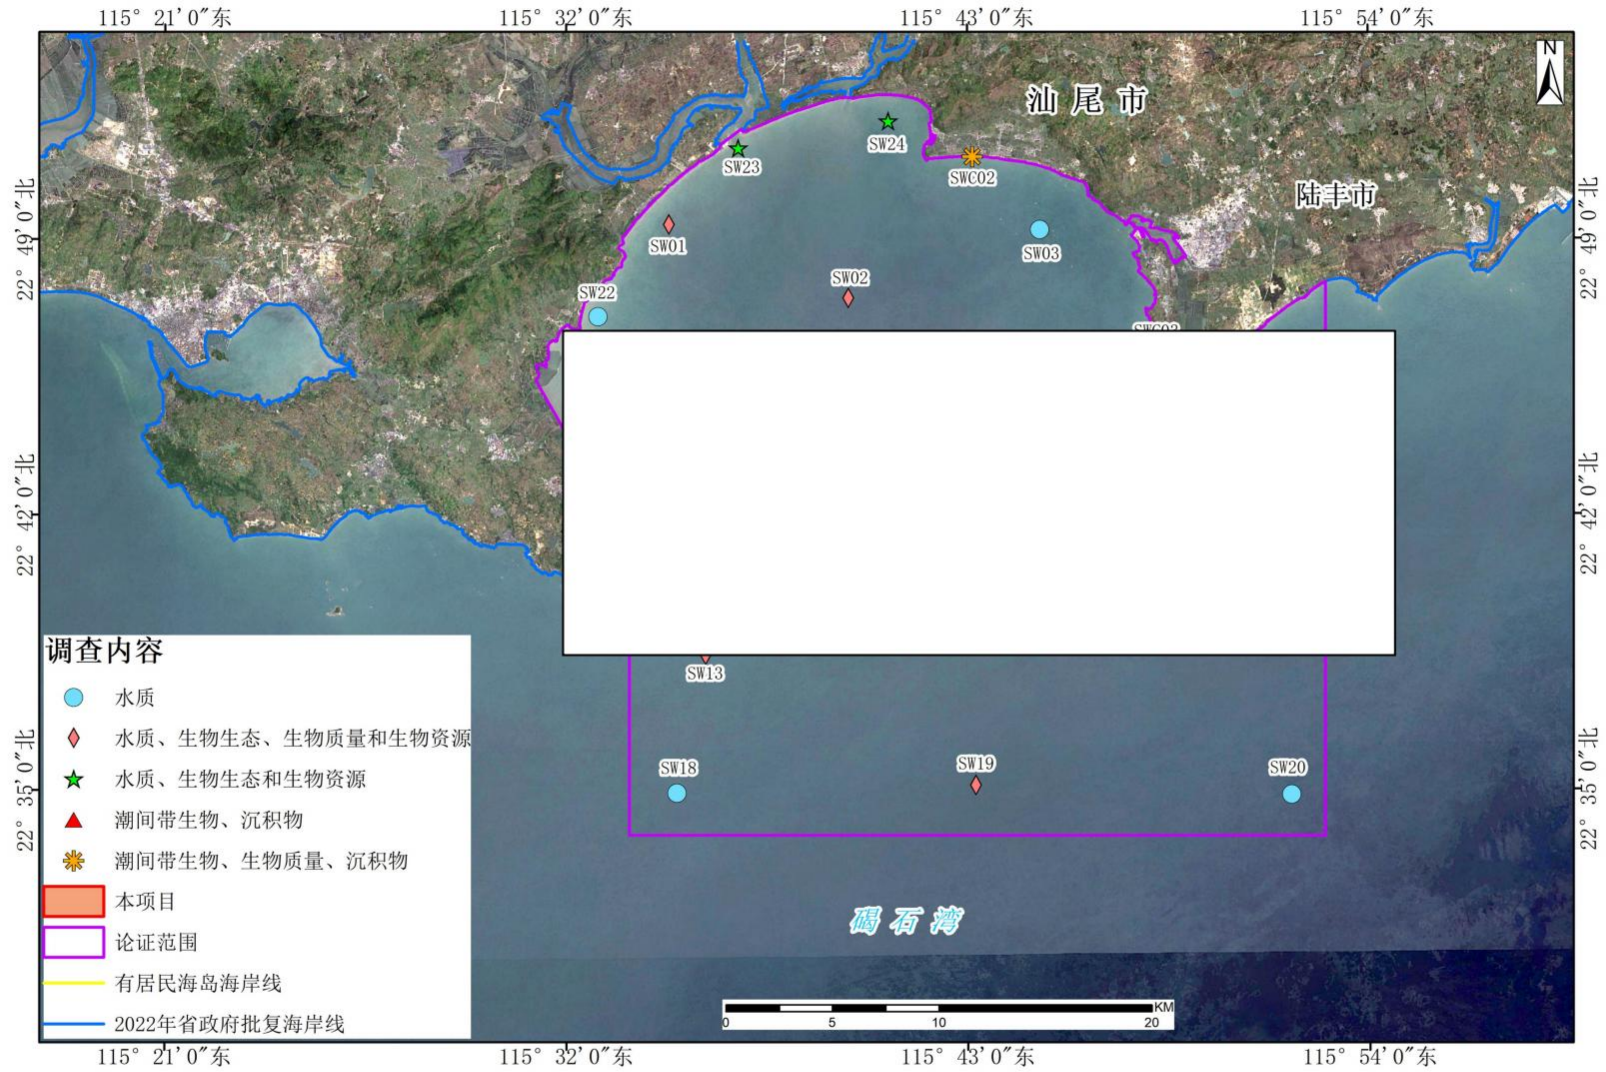 115° 21′0″东
115° 32′0″东
115° 43′0″东
115° 54′0″东
N
汕尾市
SW24
SW23
SWC02
陆丰市
22° 49′0″北
22° 49′0″北
SW01
SW03
SW02
SW22
22° 42′0″北
22° 42′0″北
调查内容
水质
水质、生物生态、生物质量和生物资源
水质、生物生态和生物资源
潮间带生物、沉积物
潮间带生物、生物质量、沉积物
本项目
论证范围
有居民海岛海岸线
2022年省政府批复海岸线
SW13
SW18
SW19
SW20
22° 35′0″北
22° 35′0″北
碣石湾
KM
0 5 10 20
115° 21′0″东
115° 32′0″东
115° 43′0″东
115° 54′0″东